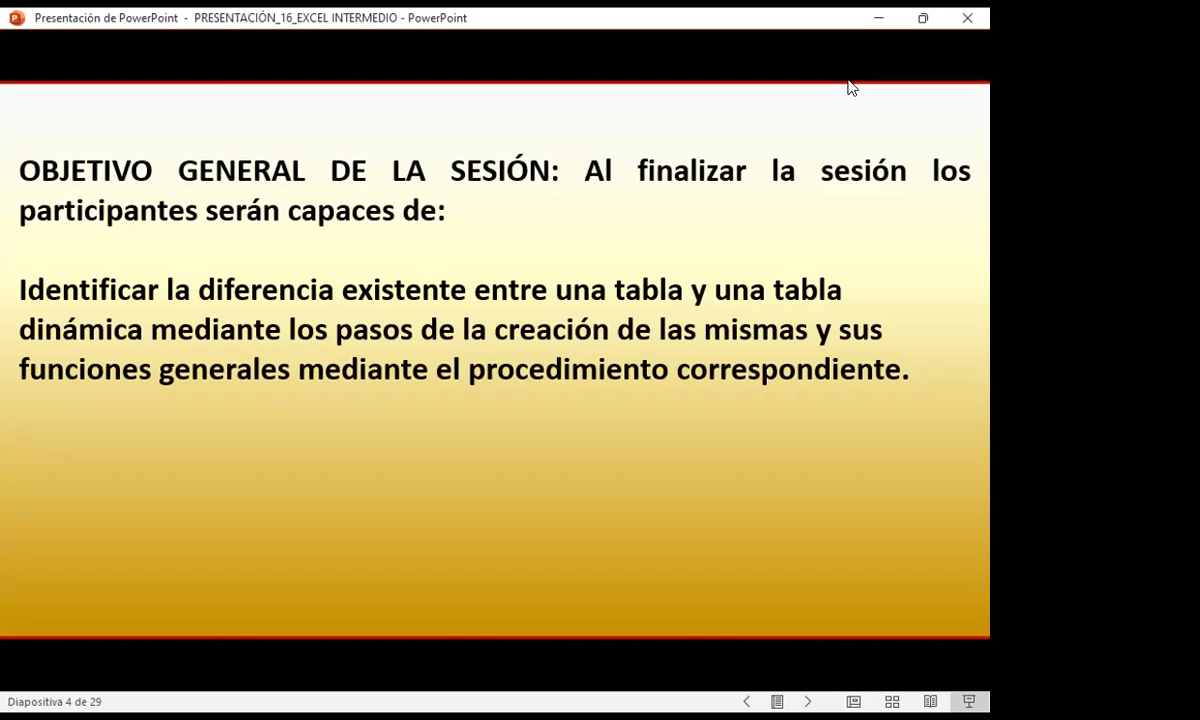 Presentación de PowerPoint - PRESENTACIÓN_16_EXCEL INTERMEDIO - PowerPoint
OBJETIVO GENERAL DE LA SESIÓN: Al finalizar la sesión los
participantes serán capaces de:
Identificar la diferencia existente entre una tabla y una tabla
dinámica mediante los pasos de la creación de las mismas y sus
funciones generales mediante el procedimiento correspondiente.
Diapositiva 4 de 29